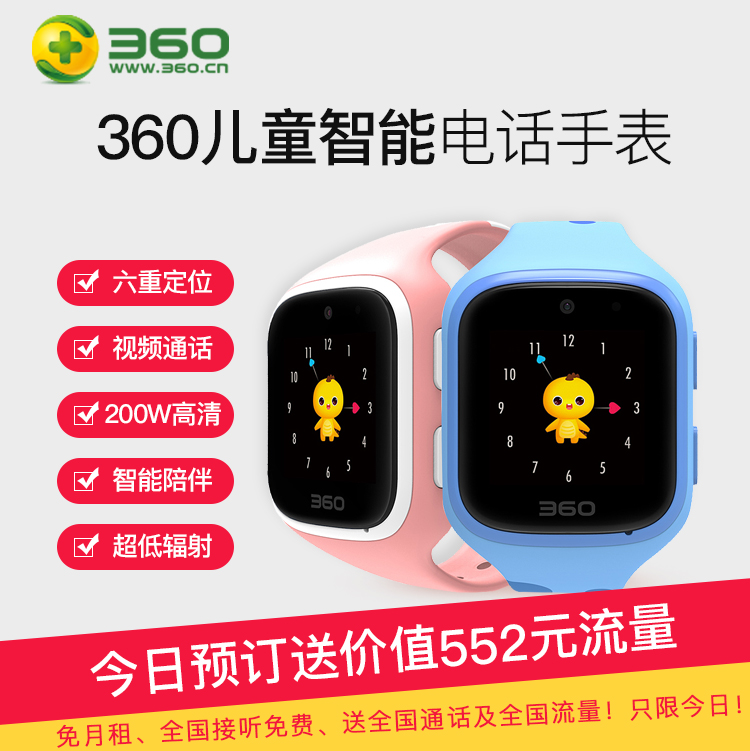 360
www.360.cn
360儿童智能电话手表
六重定位
视频通话
200W高清
智能陪伴
超低辐射
12
11 1
10 2
9 3
8 4
7 5
6
360
12
11 1
10 2
9 3
8 4
7 5
6
360
今日预订送价值552元流量
免月租、全国接听免费、送全国通话及全国流量！只限今日！